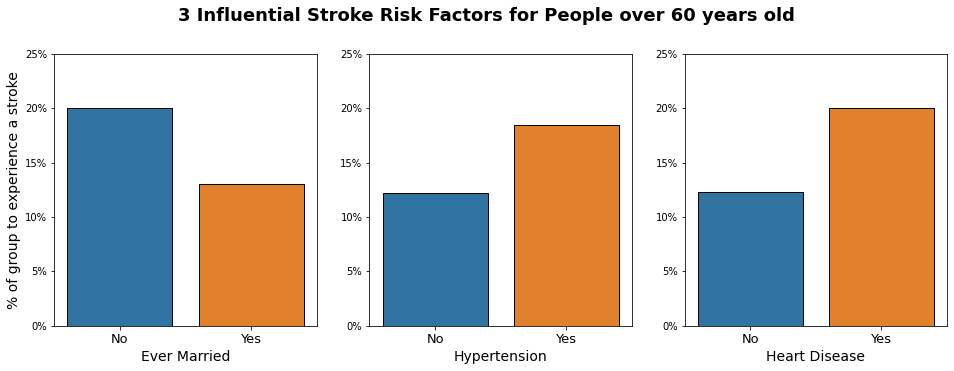 3 Influential Stroke Risk Factors for People over 60 years old
% of group to experience a stroke
25%
20%
15%
10%
5%
0%
No Yes
Ever Married
25%
20%
15%
10%
5%
0%
No Yes
Hypertension
25%
20%
15%
10%
5%
0%
No Yes
Heart Disease